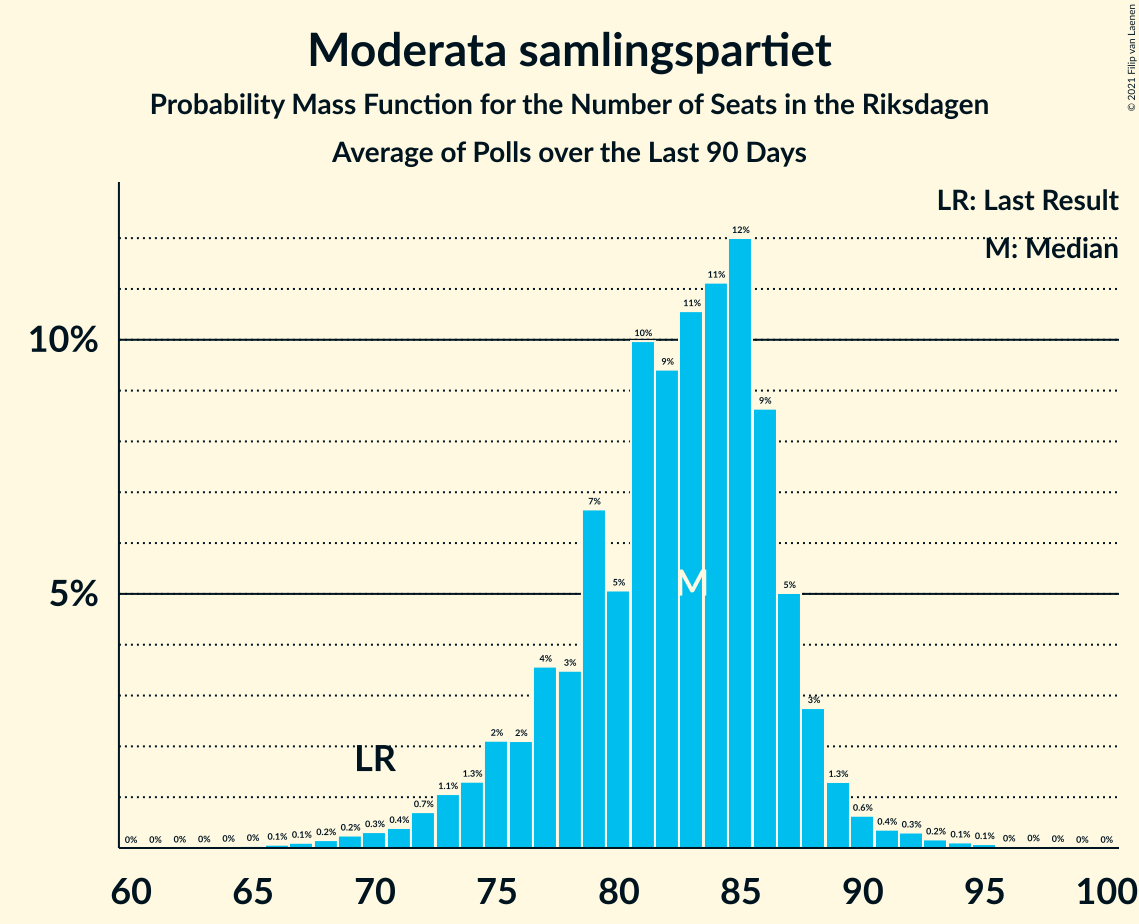 © 2021 Filip van Laenen
Moderata samlingspartiet
Probability Mass Function for the Number of Seats in the Riksdagen
Average of Polls over the Last 90 Days
LR: Last Result
M: Median
10%
5%
0% 0% 0% 0% 0% 0% 0.1% 0.1% 0.2% 0.2% 0.3% 0.4% 0.7% 1.1% 1.3% 2% 2% 4% 3% 7% 5% 10% 9% 11% 11% 12% 9% 5% 3% 1.3% 0.6% 0.4% 0.3% 0.2% 0.1% 0.1% 0% 0% 0% 0% 0%
LR
M
60 65 70 75 80 85 90 95 100